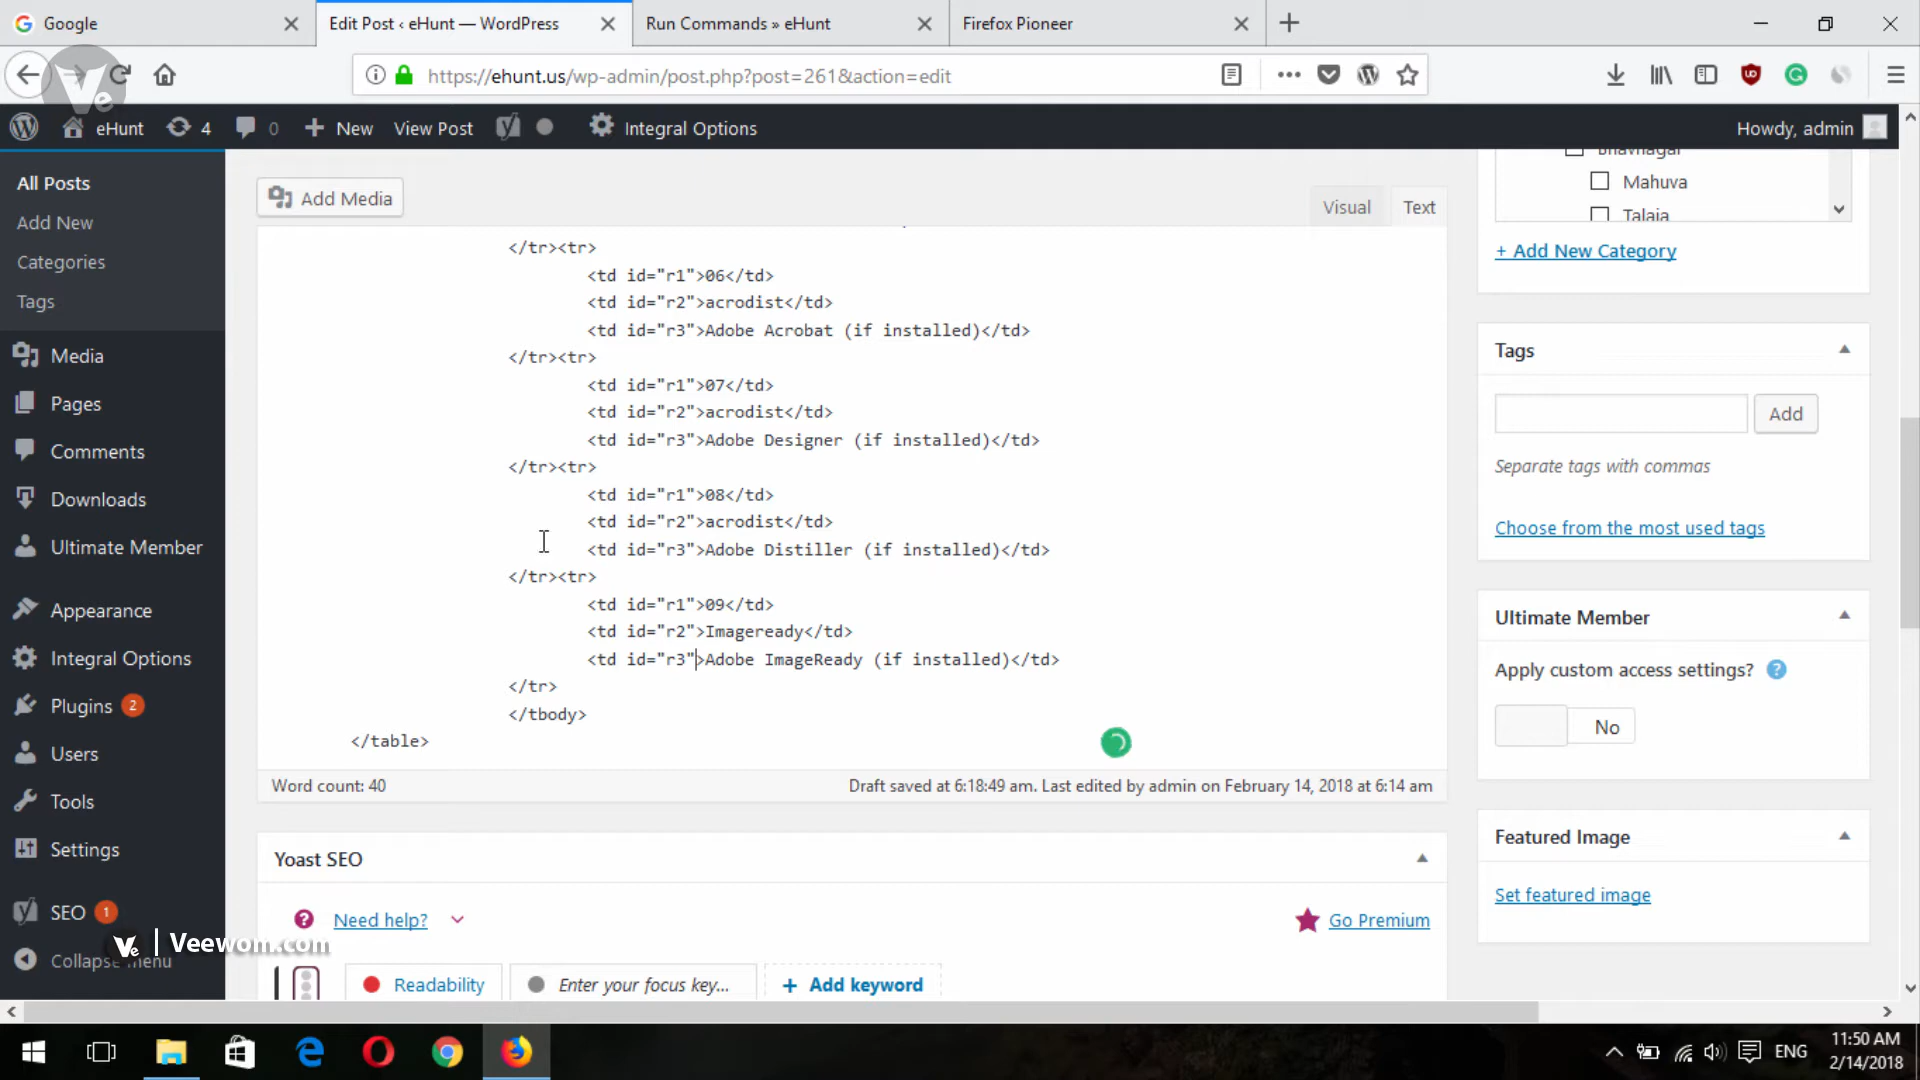 Google
Edit Post ‹ eHunt — WordPress
Run Commands » eHunt
Firefox Pioneer
https://ehunt.us/wp-admin/post.php?post=261&action=edit
Ve
eHunt
4
0
New
View Post
Integral Options
Howdy, admin
All Posts
Add New
Categories
Tags
Media
Pages
Comments
Downloads
Ultimate Member
Appearance
Integral Options
Plugins 2
Users
Tools
Settings
SEO 1
Collapse menu
Ve | Veewom.com
Add Media
Visual
Text
</tr><tr>
<td id="r1">06</td>
<td id="r2">acrodist</td>
<td id="r3">Adobe Acrobat (if installed)</td>
</tr><tr>
<td id="r1">07</td>
<td id="r2">acrodist</td>
<td id="r3">Adobe Designer (if installed)</td>
</tr><tr>
<td id="r1">08</td>
<td id="r2">acrodist</td>
<td id="r3">Adobe Distiller (if installed)</td>
</tr><tr>
<td id="r1">09</td>
<td id="r2">Imageready</td>
<td id="r3">Adobe ImageReady (if installed)</td>
</tr>
</tbody>
</table>
Word count: 40
Draft saved at 6:18:49 am. Last edited by admin on February 14, 2018 at 6:14 am
Yoast SEO
Need help?
Go Premium
Readability
Enter your focus key...
+ Add keyword
Bhavnagar
Mahuva
Talaja
+ Add New Category
Tags
Add
Separate tags with commas
Choose from the most used tags
Ultimate Member
Apply custom access settings?
No
Featured Image
Set featured image
ENG
11:50 AM
2/14/2018